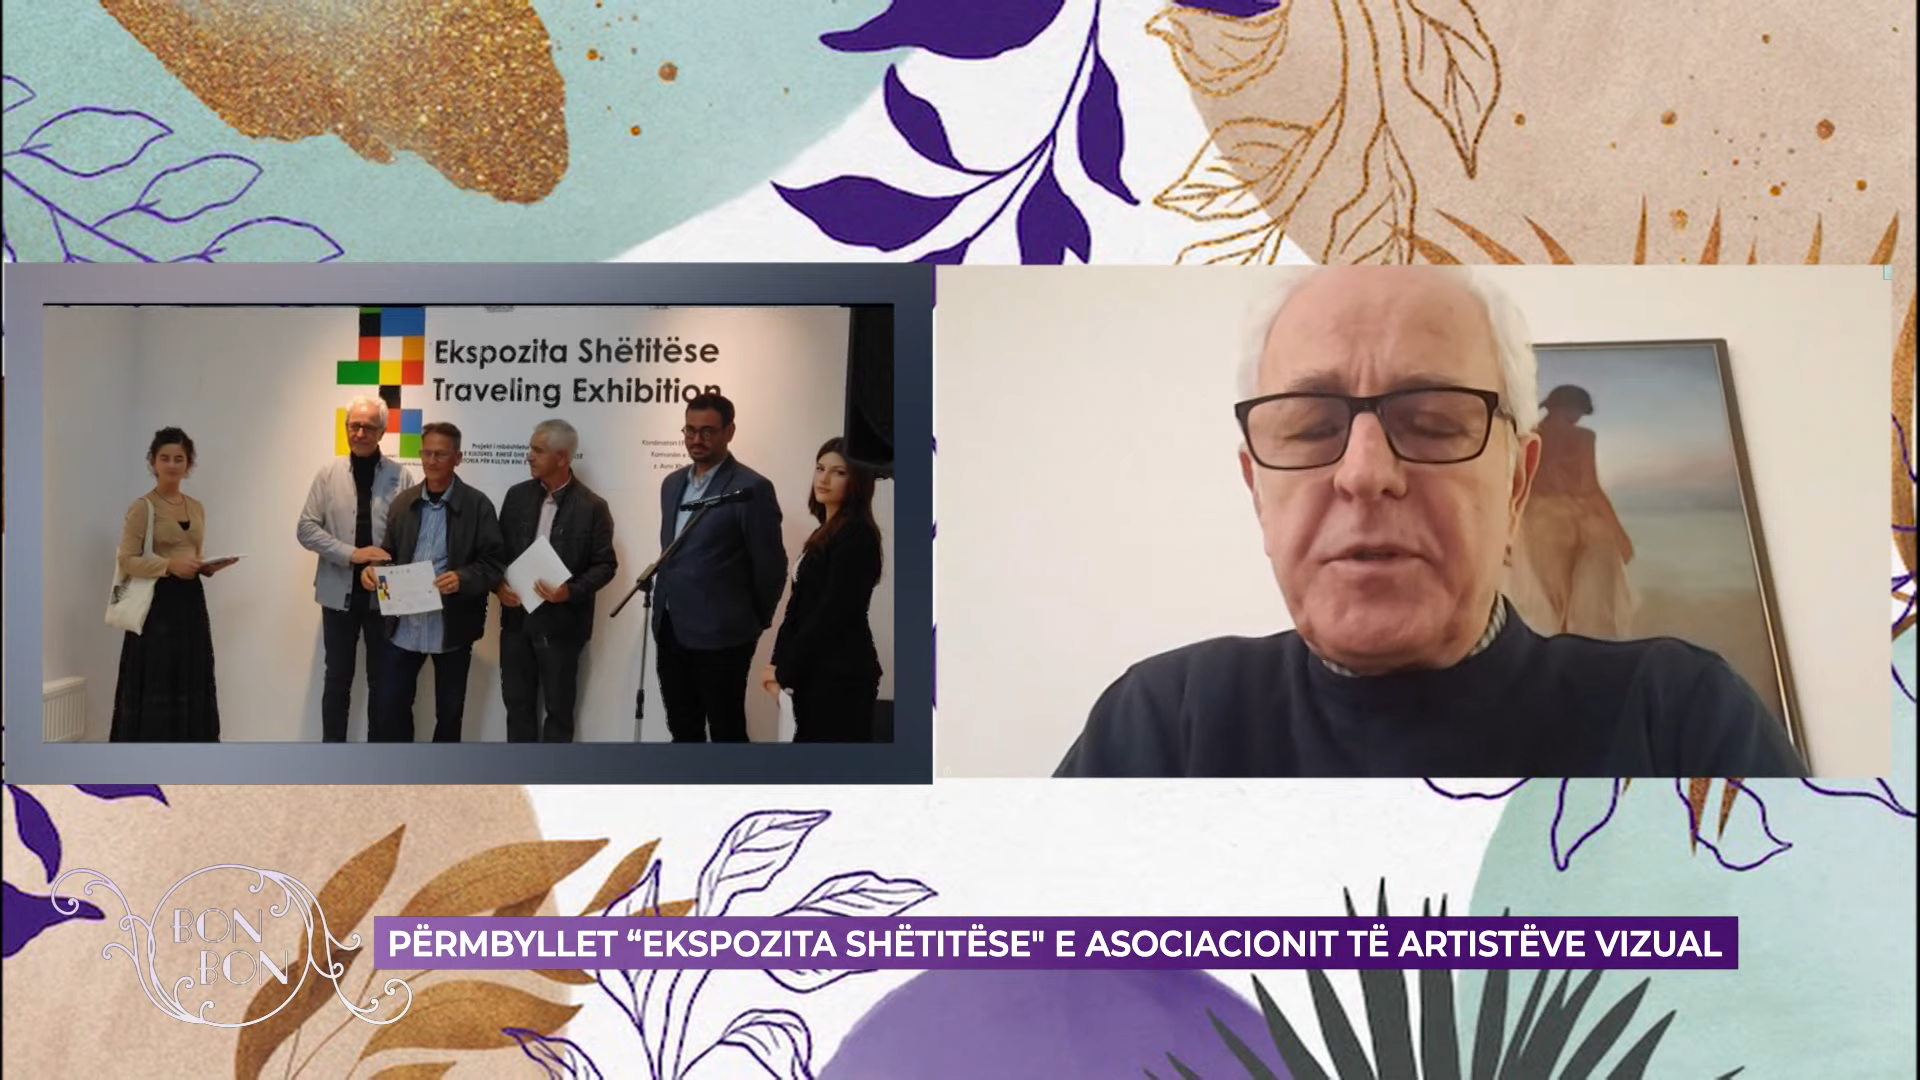 Ekspozita Shëtitëse
Traveling Exhibition
BON
BON
PËRMBYLLET “EKSPOZITA SHËTITËSE" E ASOCIACIONIT TË ARTISTËVE VIZUAL